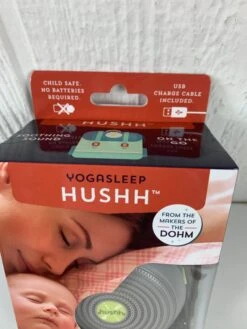 CHILD SAFE.
NO BATTERIES
REQUIRED.
USB
CHARGE CABLE
INCLUDED.
SOOTHING
SOUND
ON THE
GO
YOGASLEEP
HUSHH™
FROM THE
MAKERS OF
THE
DOHM
hushh